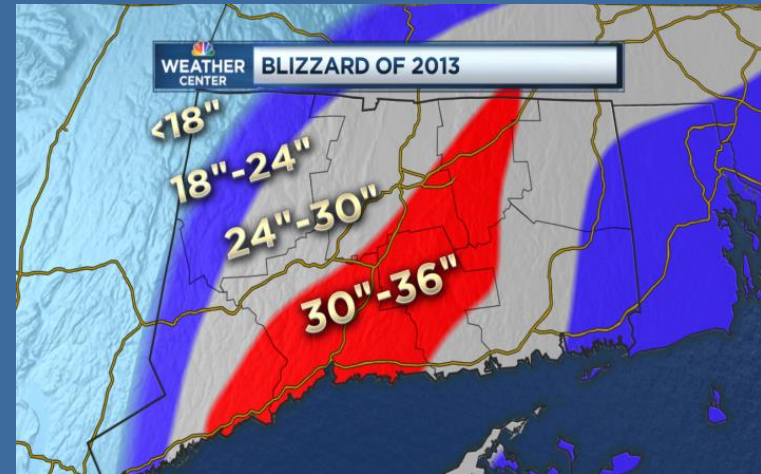 WEATHER
CENTER
BLIZZARD OF 2013
<18"
18"-24"
24"-30"
30"-36"